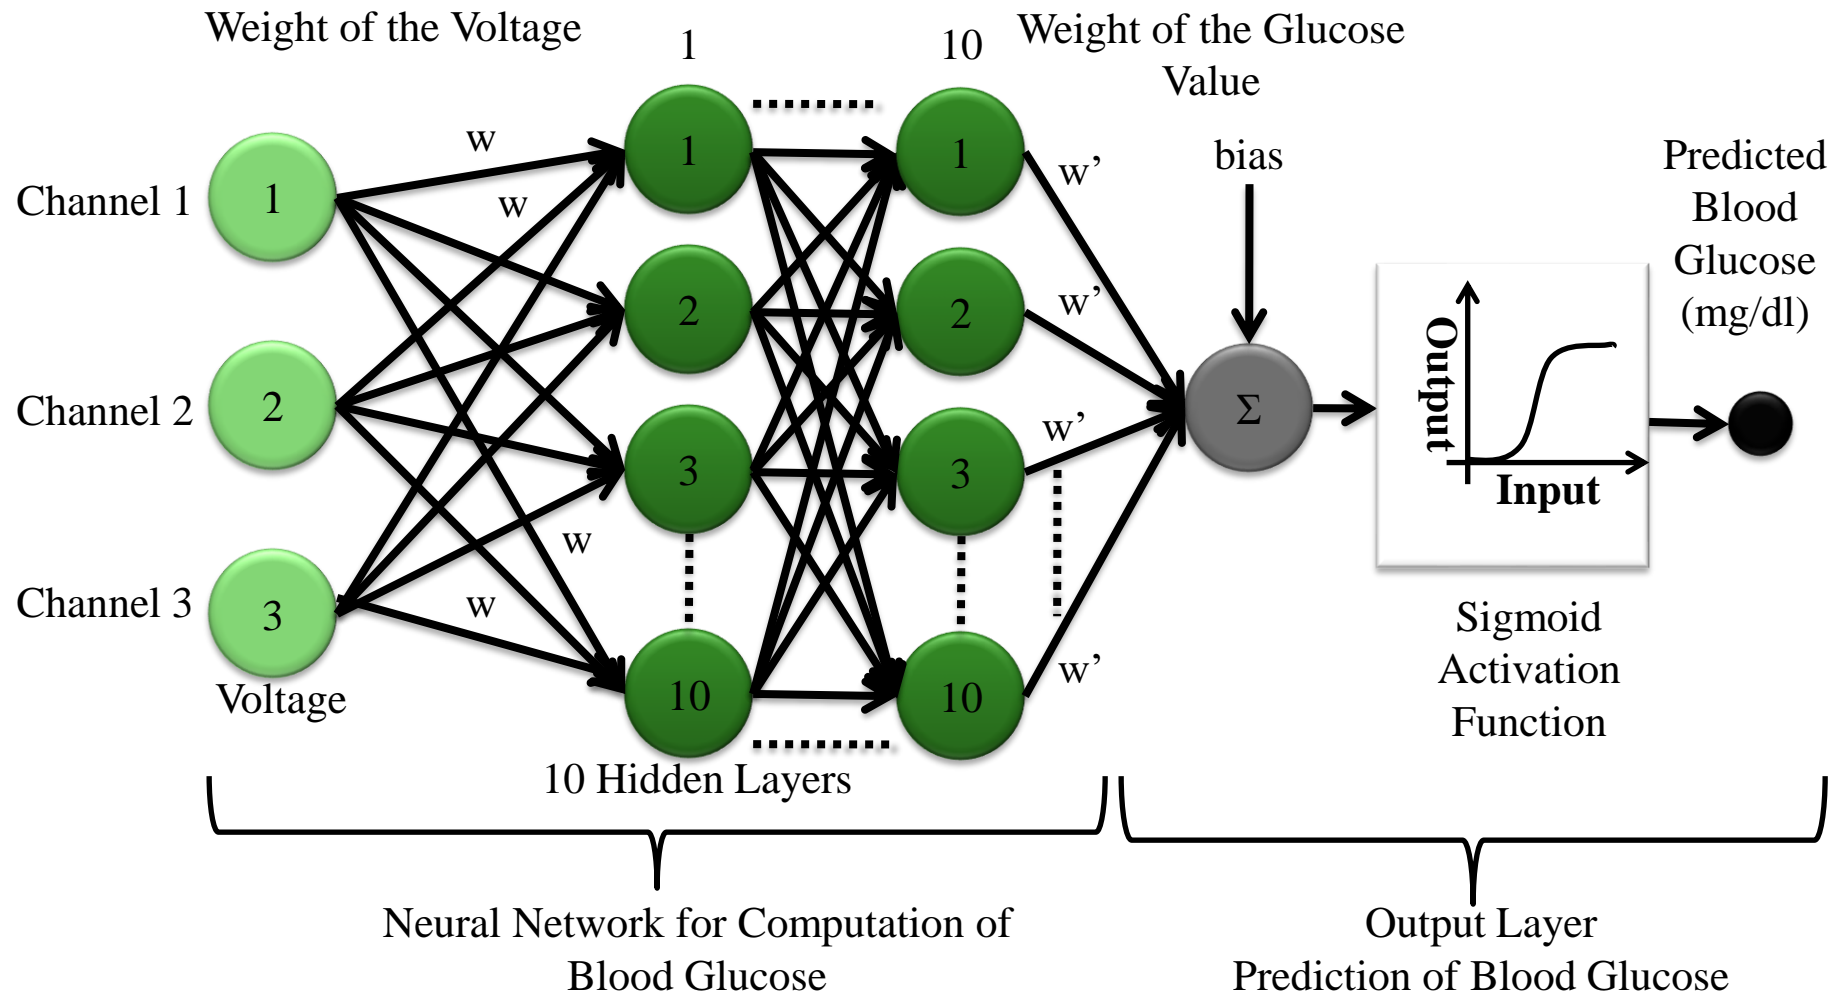 Weight of the Voltage
1
10
Weight of the Glucose
Value
Channel 1
Channel 2
Channel 3
1
2
3
Voltage
w
w
w
w
1
2
3
10
1
2
3
10
10 Hidden Layers
w’
w’
w’
w’
bias
Σ
Output
Input
Sigmoid
Activation
Function
Predicted
Blood
Glucose
(mg/dl)
Neural Network for Computation of
Blood Glucose
Output Layer
Prediction of Blood Glucose